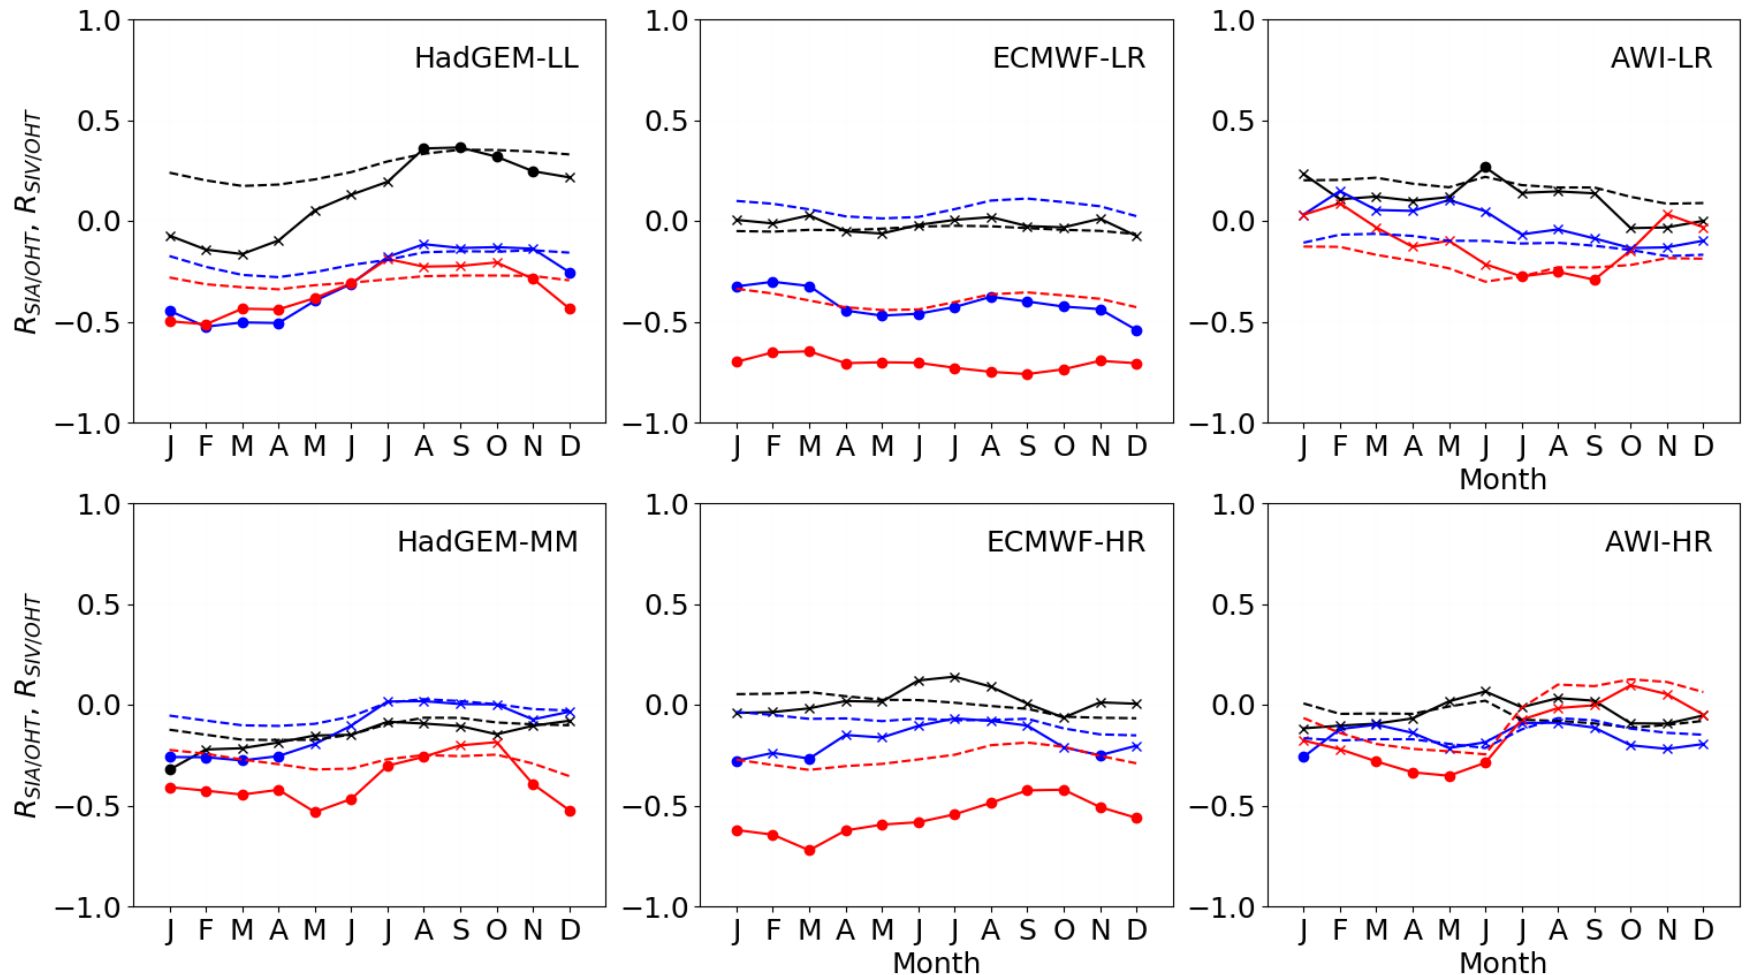 1.0
0.5
0.0
−0.5
−1.0
R_SIA/OHT, R_SIV/OHT
HadGEM-LL
J F M A M J J A S O N D
1.0
0.5
0.0
−0.5
−1.0
ECMWF-LR
J F M A M J J A S O N D
1.0
0.5
0.0
−0.5
−1.0
AWI-LR
J F M A M J J A S O N D
Month
1.0
0.5
0.0
−0.5
−1.0
R_SIA/OHT, R_SIV/OHT
HadGEM-MM
J F M A M J J A S O N D
1.0
0.5
0.0
−0.5
−1.0
ECMWF-HR
J F M A M J J A S O N D
Month
1.0
0.5
0.0
−0.5
−1.0
AWI-HR
J F M A M J J A S O N D
Month